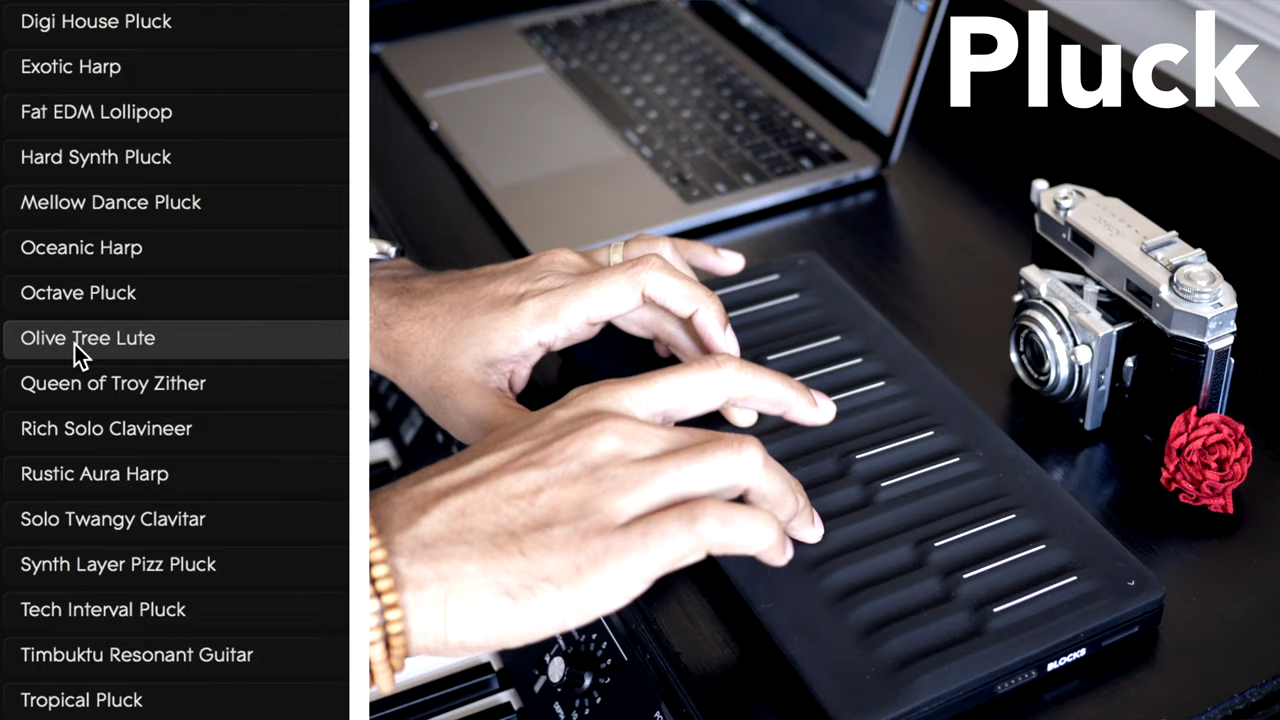 Digi House Pluck
Exotic Harp
Fat EDM Lollipop
Hard Synth Pluck
Mellow Dance Pluck
Oceanic Harp
Octave Pluck
Olive Tree Lute
Queen of Troy Zither
Rich Solo Clavineer
Rustic Aura Harp
Solo Twangy Clavitar
Synth Layer Pizz Pluck
Tech Interval Pluck
Timbuktu Resonant Guitar
Tropical Pluck
Pluck
BLOCKS